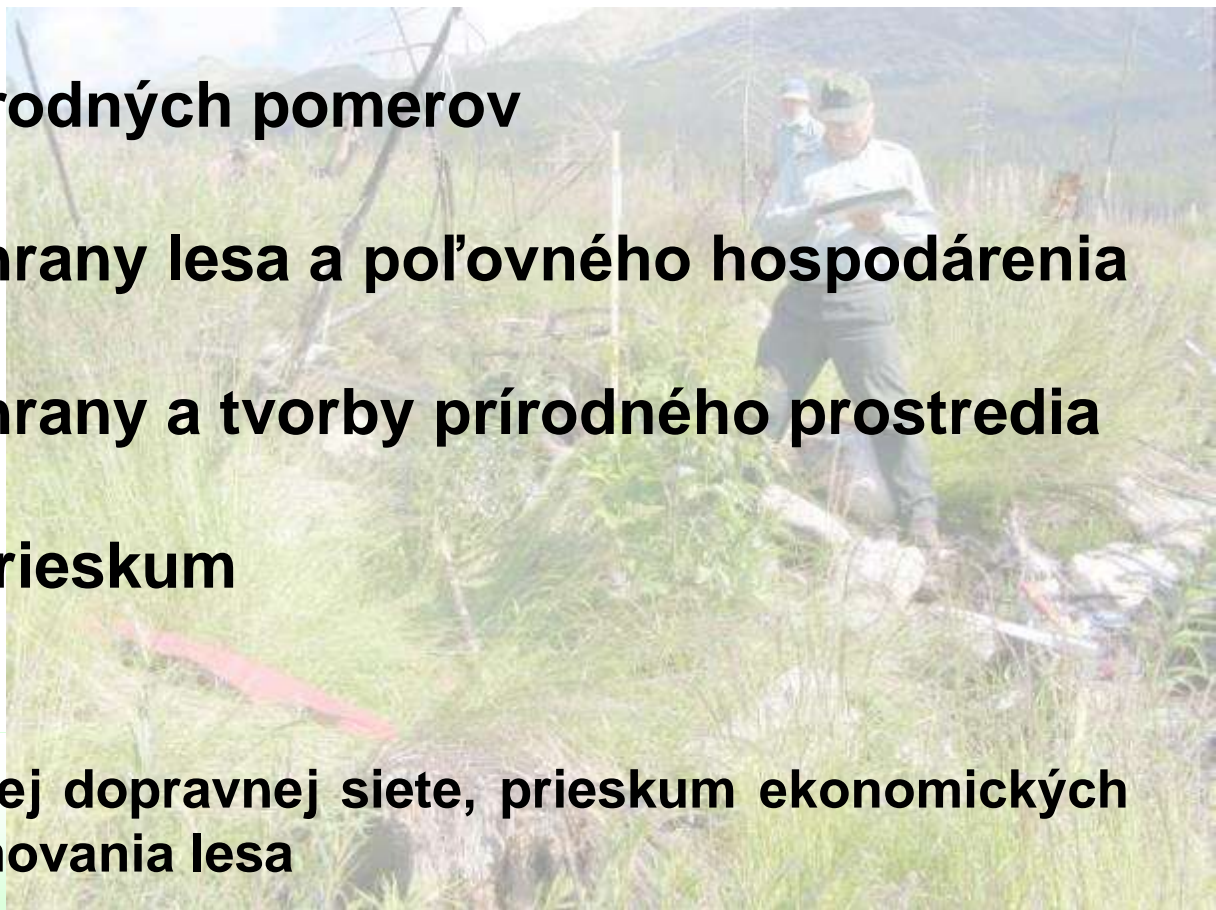 rodných pomerov
hrany lesa a poľovného hospodárenia
hrany a tvorby prírodného prostredia
rieskum
ej dopravnej siete, prieskum ekonomických
novania lesa